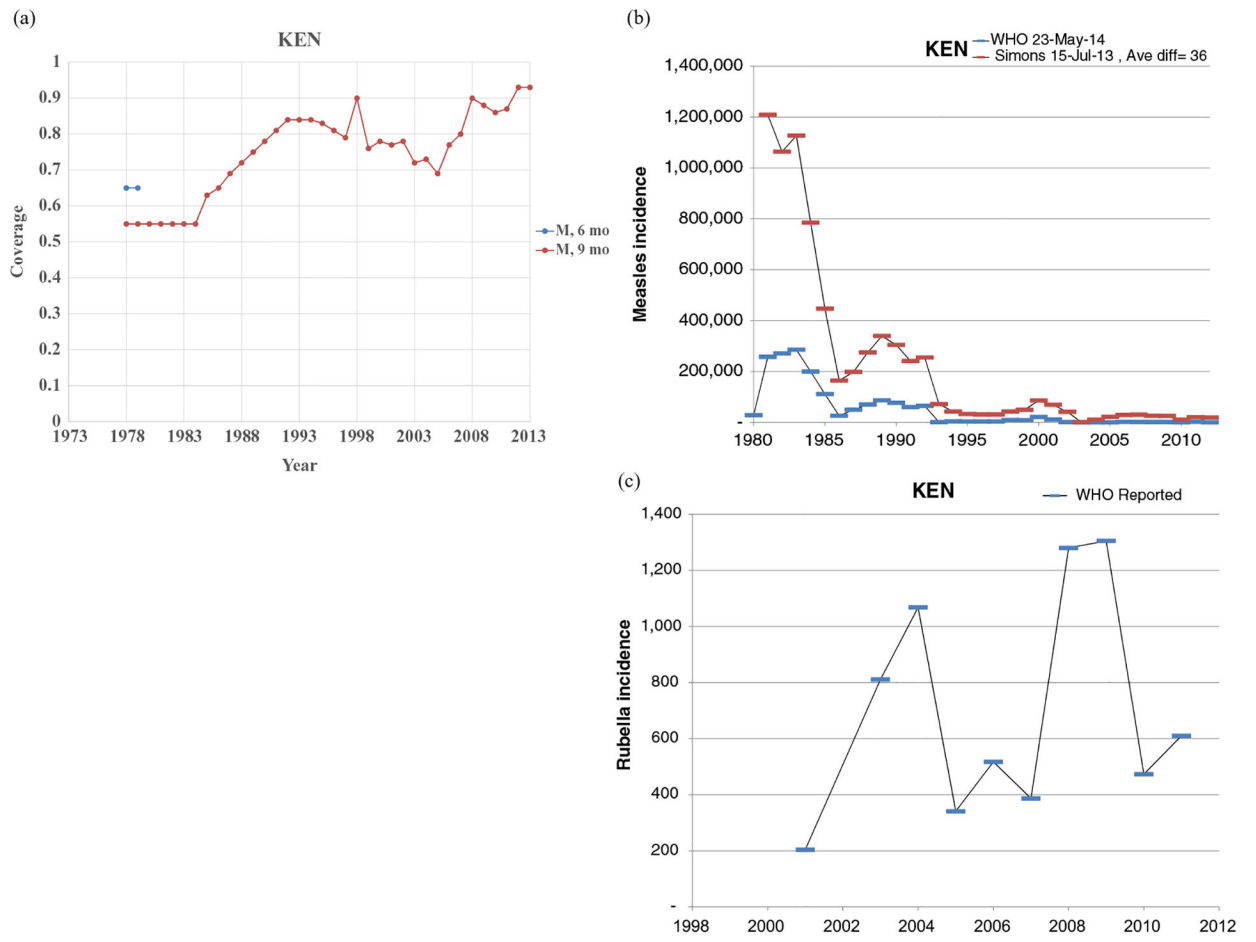 (a)
KEN
1
0.9
0.8
0.7
0.6
0.5
0.4
0.3
0.2
0.1
0
Coverage
1973 1978 1983 1988 1993 1998 2003 2008 2013
Year
M, 6 mo
M, 9 mo
(b)
KEN
WHO 23-May-14
Simons 15-Jul-13 , Ave diff= 36
1,400,000
1,200,000
1,000,000
800,000
600,000
400,000
200,000
-
Measles incidence
1980 1985 1990 1995 2000 2005 2010
(c)
KEN
WHO Reported
1,400
1,200
1,000
800
600
400
200
-
Rubella incidence
1998 2000 2002 2004 2006 2008 2010 2012